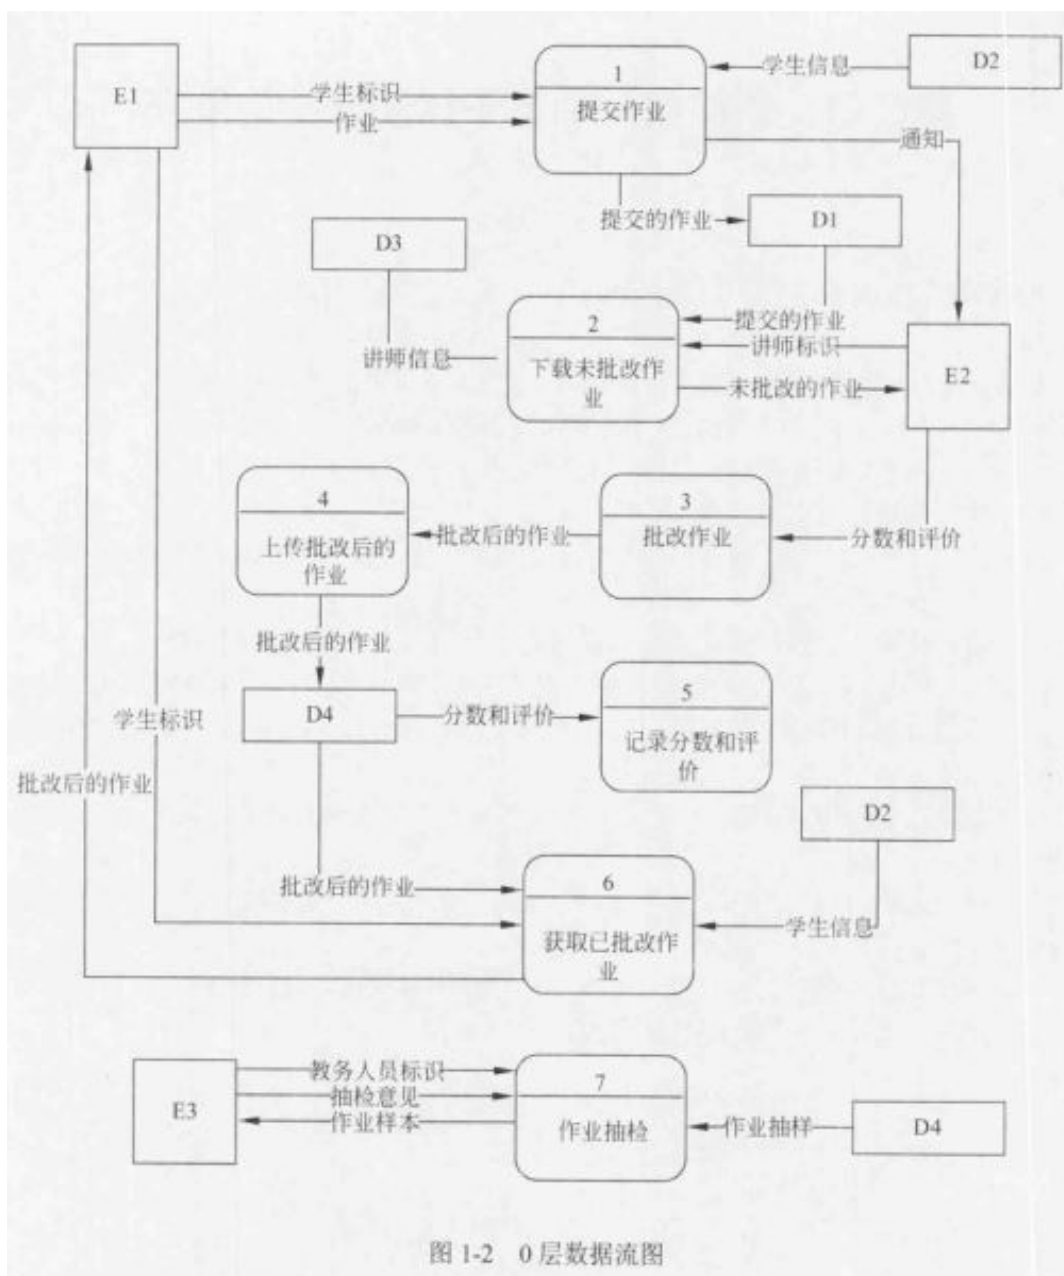 E1
学生标识
作业
1
提交作业
学生信息
D2
通知
提交的作业
D1
D3
讲师信息
2
下载未批改作
业
提交的作业
讲师标识
未批改的作业
E2
4
上传批改后的
作业
批改后的作业
3
批改作业
分数和评价
批改后的作业
D4
分数和评价
5
记录分数和评
价
学生标识
批改后的作业
D2
批改后的作业
6
获取已批改作
业
学生信息
E3
教务人员标识
抽检意见
作业样本
7
作业抽检
作业抽样
D4
图 1-2 0 层数据流图